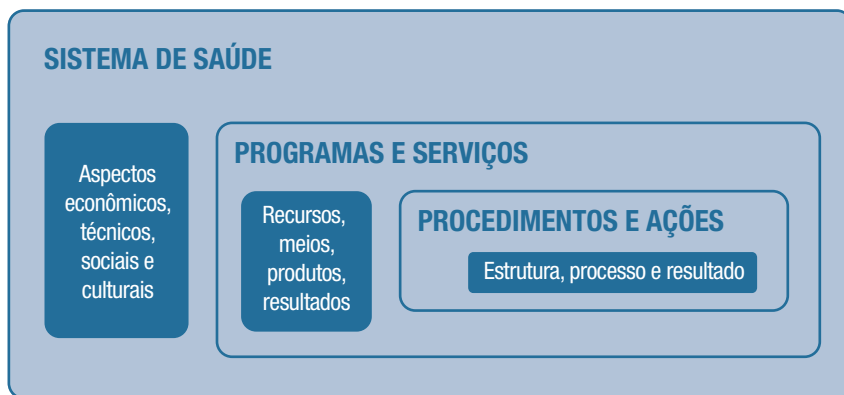 SISTEMA DE SAÚDE
Aspectos
econômicos,
técnicos,
sociais e
culturais
PROGRAMAS E SERVIÇOS
Recursos,
meios,
produtos,
resultados
PROCEDIMENTOS E AÇÕES
Estrutura, processo e resultado